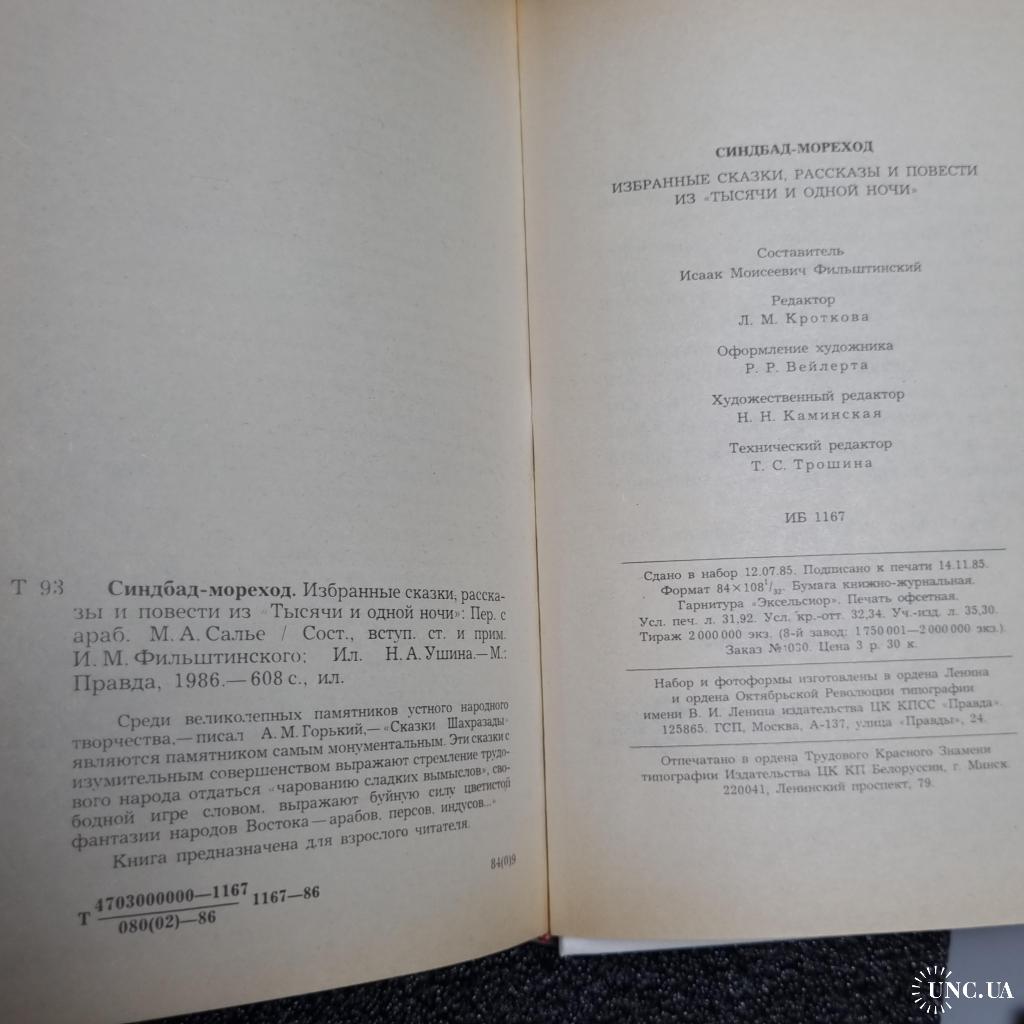 Т 93
Синдбад-мореход. Избранные сказки, расска-
зы и повести из «Тысячи и одной ночи»: Пер. с
араб. М. А. Салье / Сост., вступ. ст. и прим.
И. М. Фильштинского; Ил. Н. А. Ушина.—М.:
Правда, 1986.—608 с., ил.
Среди великолепных памятников устного народного
творчества,—писал А. М. Горький,—«Сказки Шахразады»
являются памятником самым монументальным. Эти сказки с
изумительным совершенством выражают стремление трудо-
вого народа отдаться «чарованию сладких вымыслов», сво-
бодной игре словом, выражают буйную силу цветистой
фантазии народов Востока—арабов, персов, индусов...»
Книга предназначена для взрослого читателя.
84(0)9
Т 4703000000—1167 1167—86
080(02)—86
СИНДБАД-МОРЕХОД
ИЗБРАННЫЕ СКАЗКИ, РАССКАЗЫ И ПОВЕСТИ
ИЗ «ТЫСЯЧИ И ОДНОЙ НОЧИ»
Составитель
Исаак Моисеевич Фильштинский
Редактор
Л. М. Кроткова
Оформление художника
Р. Р. Вейлерта
Художественный редактор
Н. Н. Каминская
Технический редактор
Т. С. Трошина
ИБ 1167
Сдано в набор 12.07.85. Подписано к печати 14.11.85.
Формат 84×108¹/₃₂. Бумага книжно-журнальная.
Гарнитура «Эксельсиор». Печать офсетная.
Усл. печ. л. 31,92. Усл. кр.-отт. 32,34. Уч.-изд. л. 35,30.
Тираж 2 000 000 экз. (8-й завод: 1 750 001—2 000 000 экз.)
Заказ № Цена 3 р. 30 к.
Набор и фотоформы изготовлены в ордена Ленина
и ордена Октябрьской Революции типографии
имени В. И. Ленина издательства ЦК КПСС «Правда».
125865. ГСП, Москва, А-137, улица «Правды», 24.
Отпечатано в ордена Трудового Красного Знамени
типографии Издательства ЦК КП Белоруссии, г. Минск.
220041, Ленинский проспект, 79.
UNC.UA